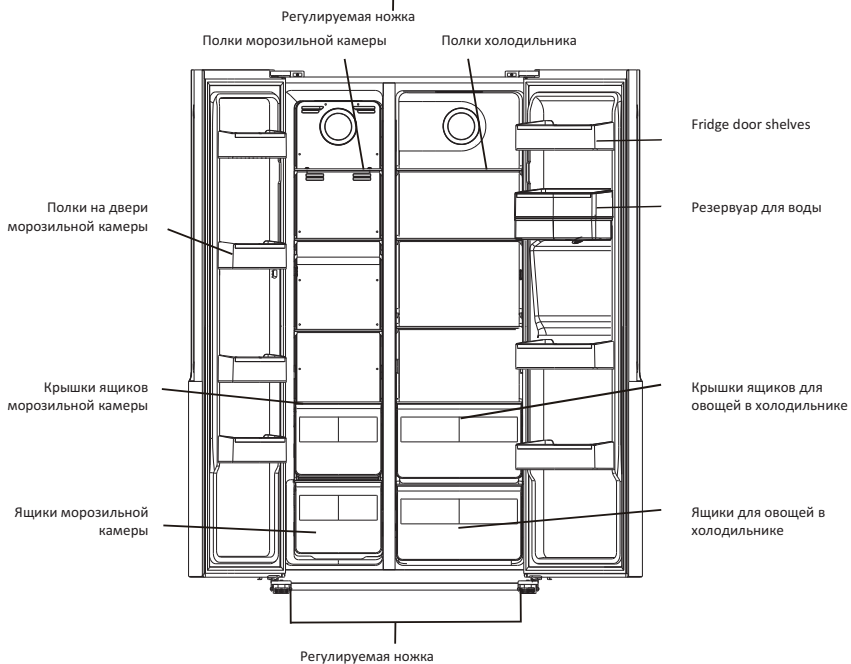 Регулируемая ножка
Полки морозильной камеры
Полки холодильника
Fridge door shelves
Полки на двери
морозильной камеры
Резервуар для воды
Крышки ящиков
морозильной камеры
Крышки ящиков для
овощей в холодильнике
Ящики морозильной
камеры
Ящики для овощей в
холодильнике
Регулируемая ножка